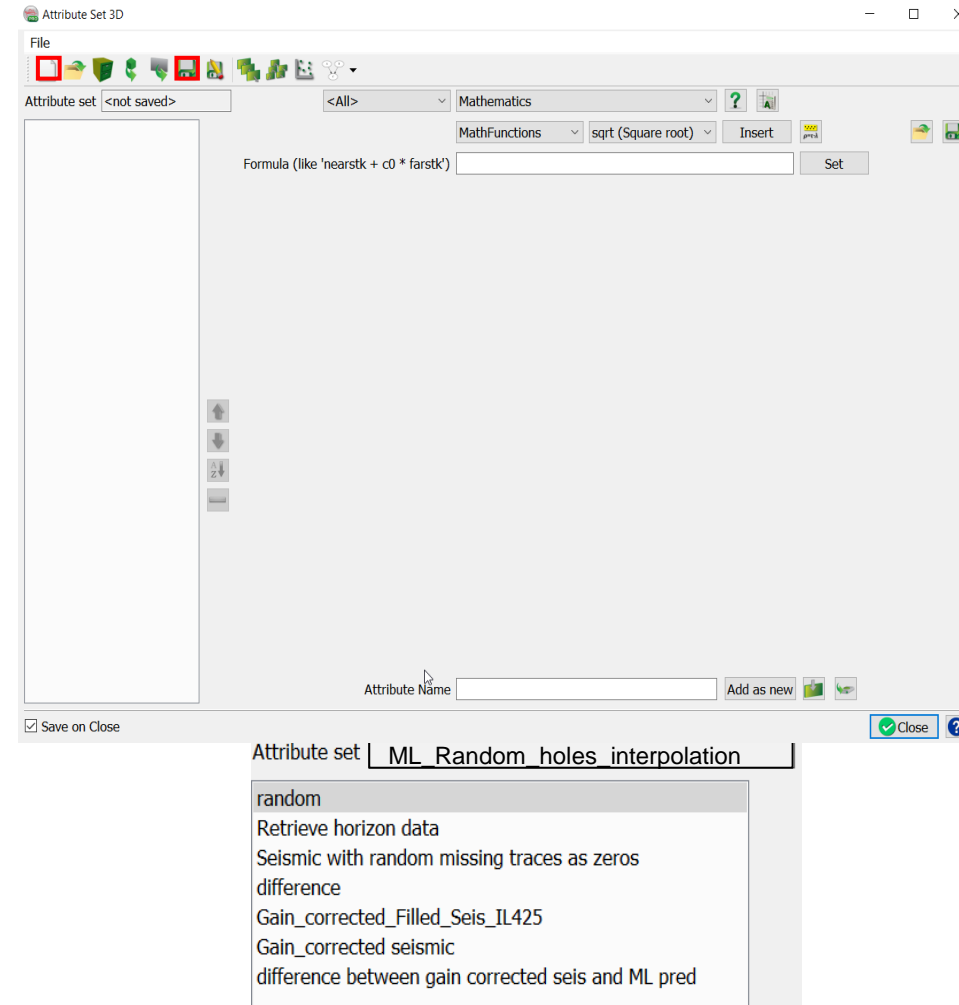 Attribute Set 3D
File
Attribute set <not saved> <All> Mathematics
MathFunctions sqrt (Square root) Insert
Formula (like 'nearstk + c0 * farstk') Set
Attribute Name Add as new
Save on Close Close
Attribute set ML_Random_holes_interpolation
random
Retrieve horizon data
Seismic with random missing traces as zeros
difference
Gain_corrected_Filled_Seis_IL425
Gain_corrected seismic
difference between gain corrected seis and ML pred